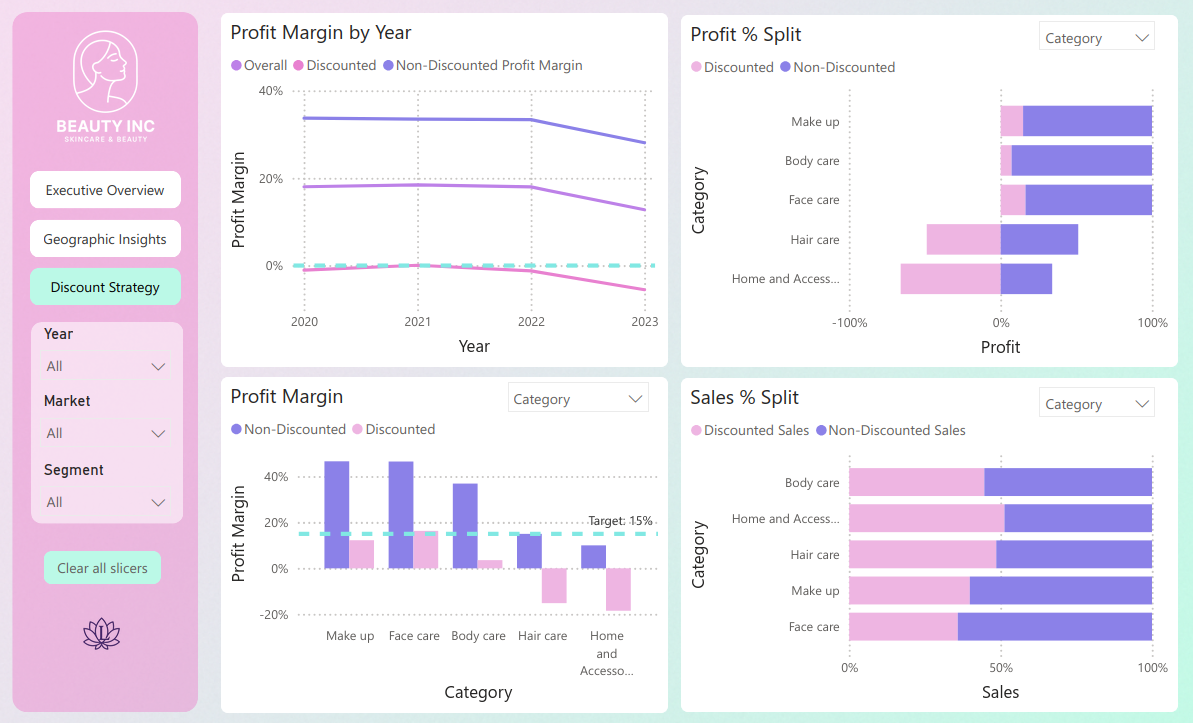 BEAUTY INC
SKINCARE & BEAUTY
Executive Overview
Geographic Insights
Discount Strategy
Year
All
Market
All
Segment
All
Clear all slicers
Profit Margin by Year
Overall Discounted Non-Discounted Profit Margin
40%
20%
0%
Profit Margin
2020 2021 2022 2023
Year
Profit % Split
Category
Discounted Non-Discounted
Make up
Body care
Face care
Hair care
Home and Access...
Category
-100% 0% 100%
Profit
Profit Margin
Category
Non-Discounted Discounted
40%
20%
Target: 15%
0%
-20%
Profit Margin
Make up Face care Body care Hair care Home
and
Accesso...
Category
Sales % Split
Category
Discounted Sales Non-Discounted Sales
Body care
Home and Access...
Hair care
Make up
Face care
Category
0% 50% 100%
Sales